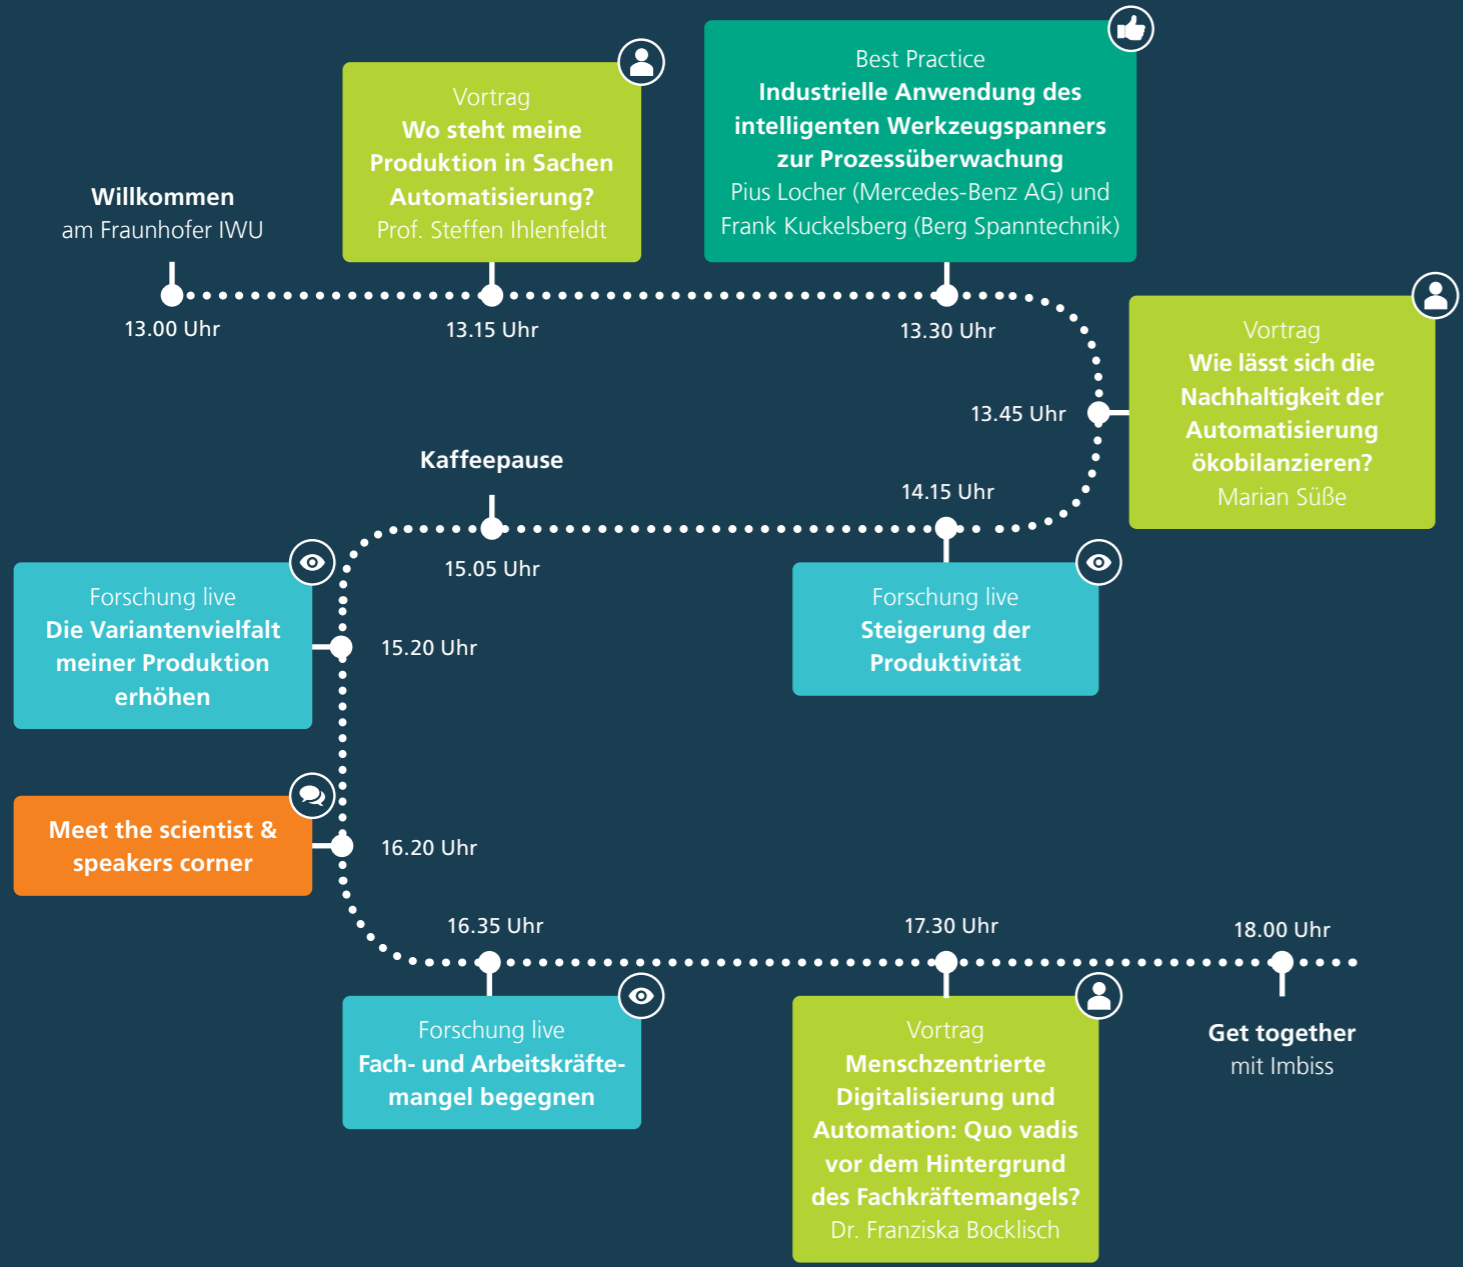 Willkommen
am Fraunhofer IWU
13.00 Uhr
Vortrag
Wo steht meine
Produktion in Sachen
Automatisierung?
Prof. Steffen Ihlenfeldt
13.15 Uhr
Best Practice
Industrielle Anwendung des
intelligenten Werkzeugspanners
zur Prozessüberwachung
Pius Locher (Mercedes-Benz AG) und
Frank Kuckelsberg (Berg Spanntechnik)
13.30 Uhr
Vortrag
Wie lässt sich die
Nachhaltigkeit der
Automatisierung
ökobilanzieren?
Marian Süße
13.45 Uhr
14.15 Uhr
Forschung live
Steigerung der
Produktivität
Kaffeepause
15.05 Uhr
Forschung live
Die Variantenvielfalt
meiner Produktion
erhöhen
15.20 Uhr
Meet the scientist &
speakers corner
16.20 Uhr
16.35 Uhr
Forschung live
Fach- und Arbeitskräfte-
mangel begegnen
17.30 Uhr
Vortrag
Menschzentrierte
Digitalisierung und
Automation: Quo vadis
vor dem Hintergrund
des Fachkräftemangels?
Dr. Franziska Bocklisch
18.00 Uhr
Get together
mit Imbiss